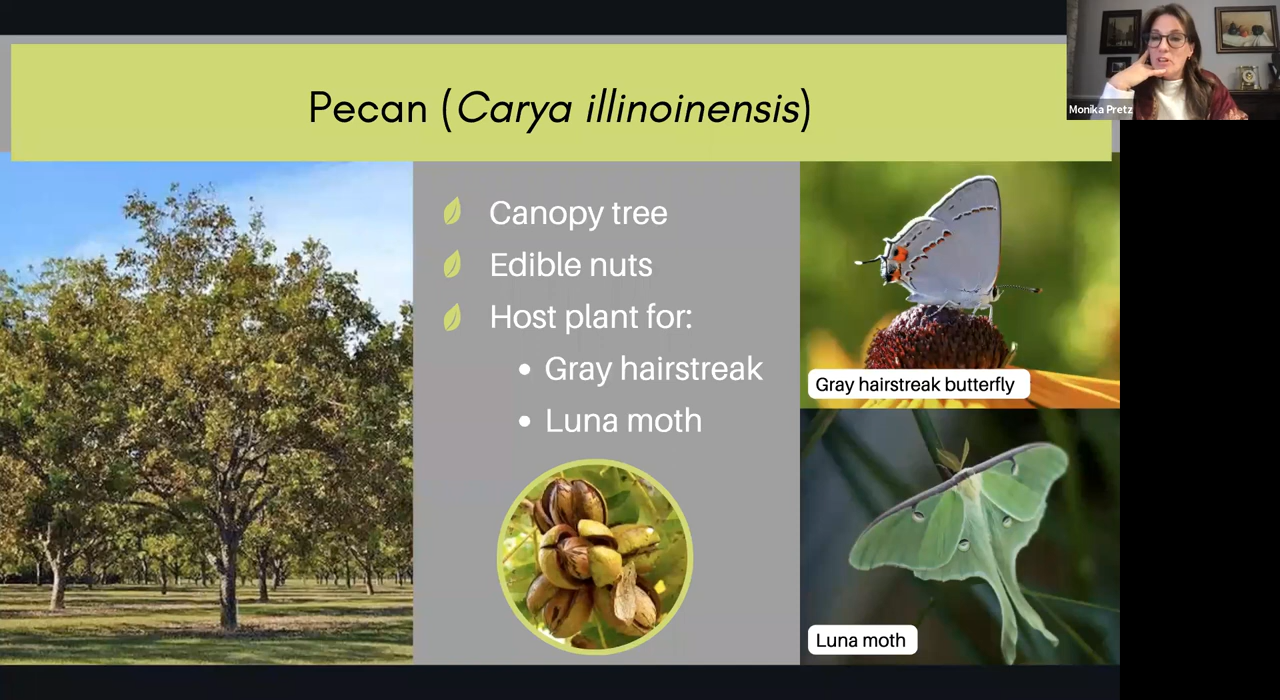 Pecan (Carya illinoinensis)
Monika Pretz
Canopy tree
Edible nuts
Host plant for:
Gray hairstreak
Luna moth
Gray hairstreak butterfly
Luna moth